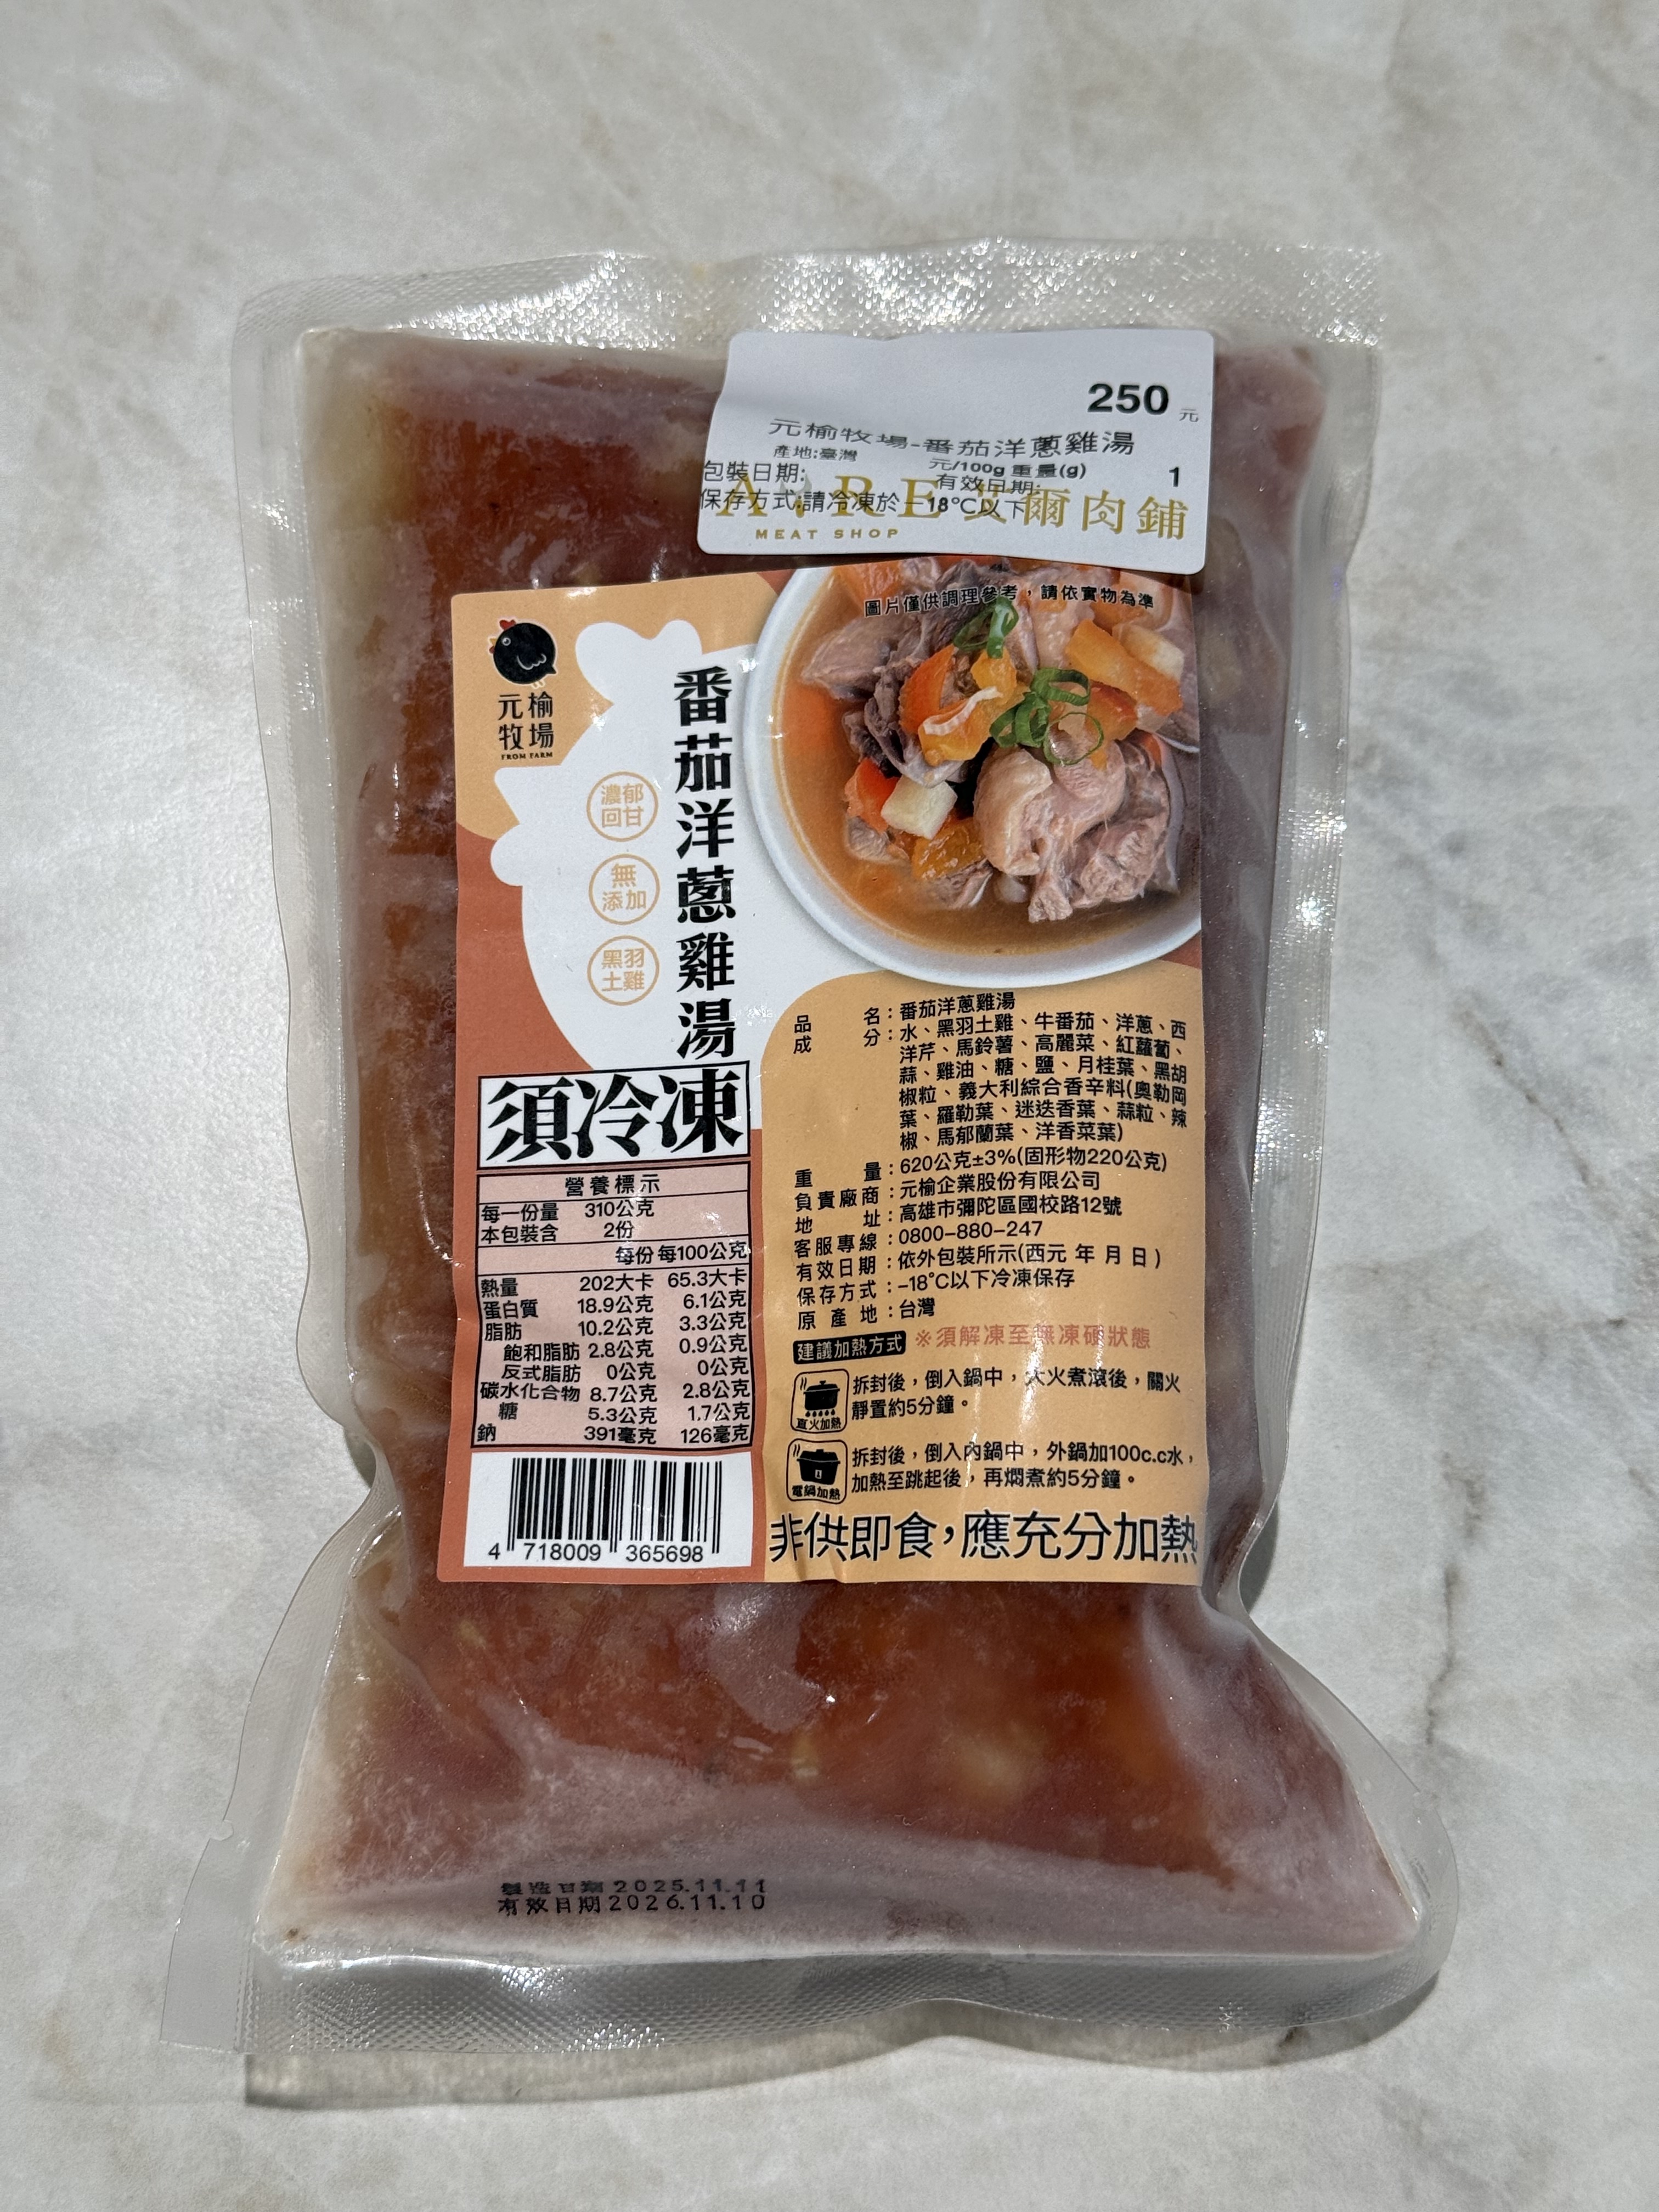 250 元
元榆牧場-番茄洋蔥雞湯
產地:臺灣
元/100g 重量(g)
1
包裝日期:
有效日期:
保存方式:請冷凍於-18°C以下
爾肉鋪
MEAT SHOP
圖片僅供調理參考，請依實物為準
元榆
牧場
FROM FARM
番茄洋蔥雞湯
濃郁
回甘
無
添加
黑羽
土雞
須冷凍
營養標示
每一份量 310公克
本包裝含 2份
每份 每100公克
熱量 202大卡 65.3大卡
蛋白質 18.9公克 6.1公克
脂肪 10.2公克 3.3公克
飽和脂肪 2.8公克 0.9公克
反式脂肪 0公克 0公克
碳水化合物 8.7公克 2.8公克
糖 5.3公克 1.7公克
鈉 391毫克 126毫克
4 718009 365698
品名：番茄洋蔥雞湯
成分：水、黑羽土雞、牛番茄、洋蔥、西
洋芹、馬鈴薯、高麗菜、紅蘿蔔、
蒜、雞油、糖、鹽、月桂葉、黑胡
椒粒、義大利綜合香辛料(奧勒岡
葉、羅勒葉、迷迭香葉、蒜粒、辣
椒、馬郁蘭葉、洋香菜葉)
重量：620公克±3%(固形物220公克)
負責廠商：元榆企業股份有限公司
地址：高雄市彌陀區國校路12號
客服專線：0800-880-247
有效日期：依外包裝所示(西元 年 月 日)
保存方式：-18°C以下冷凍保存
原產地：台灣
建議加熱方式 ※須解凍至無凍硬狀態
直火加熱
拆封後，倒入鍋中，大火煮滾後，關火
靜置約5分鐘。
電鍋加熱
拆封後，倒入內鍋中，外鍋加100c.c水，
加熱至跳起後，再燜煮約5分鐘。
非供即食，應充分加熱
製造日期2025.11.11
有效日期2026.11.10